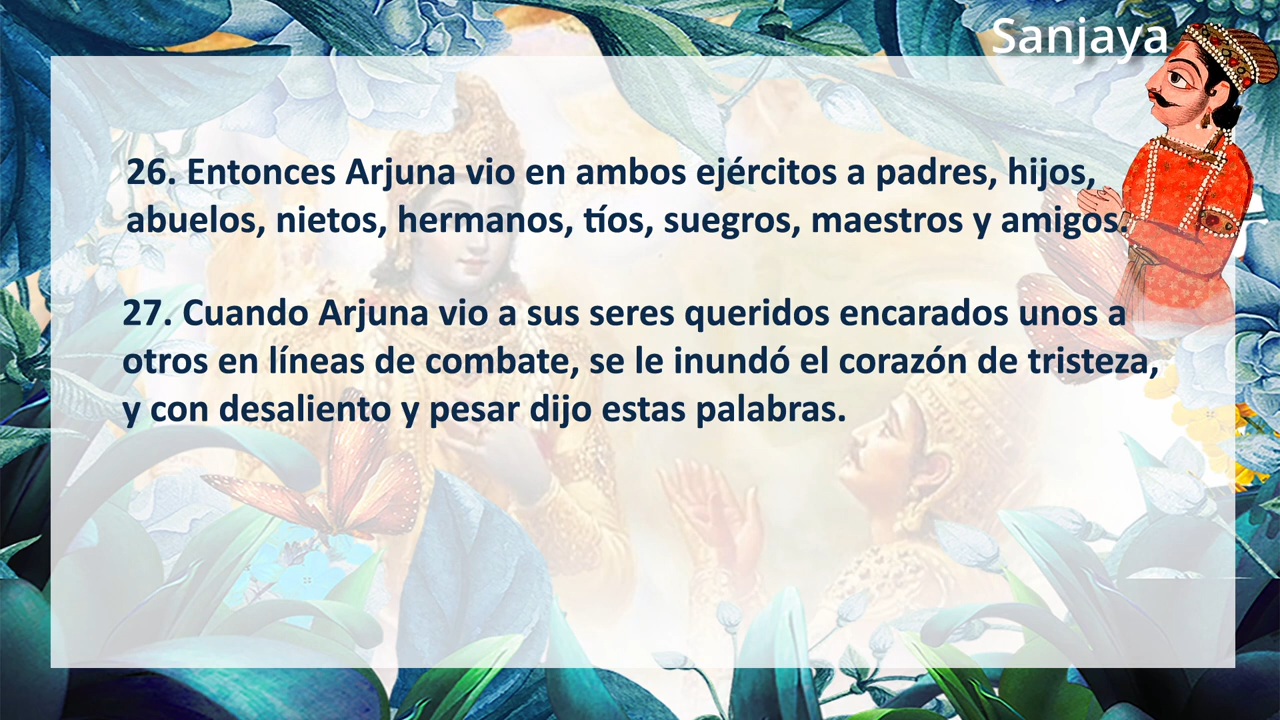 Sanjaya
26. Entonces Arjuna vio en ambos ejércitos a padres, hijos,
abuelos, nietos, hermanos, tíos, suegros, maestros y amigos.
27. Cuando Arjuna vio a sus seres queridos encarados unos a
otros en líneas de combate, se le inundó el corazón de tristeza,
y con desaliento y pesar dijo estas palabras.